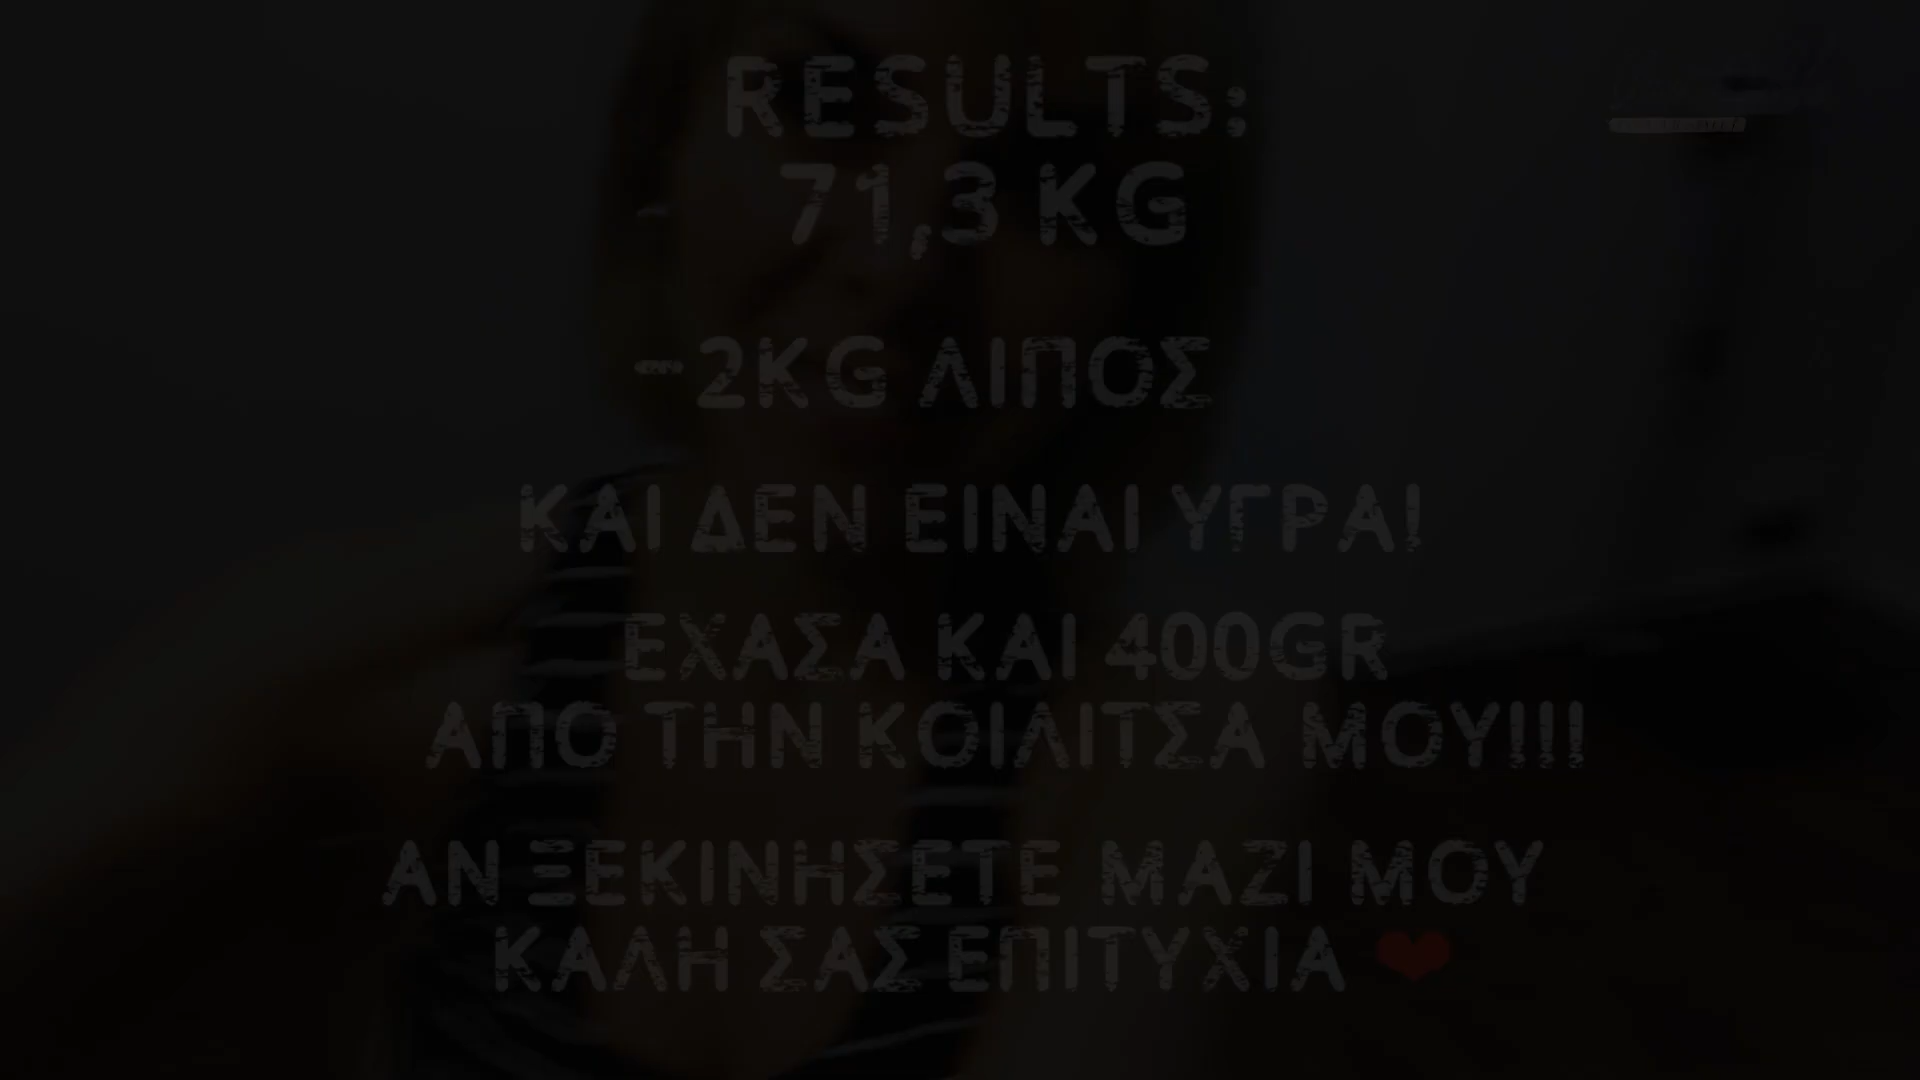 RESULTS:
71,3 KG
-2KG ΛΙΠΟΣ
ΚΑΙ ΔΕΝ ΕΙΝΑΙ ΥΓΡΑ!
ΕΧΑΣΑ ΚΑΙ 400GR
ΑΠΟ ΤΗΝ ΚΟΙΛΙΤΣΑ ΜΟΥ!!!
ΑΝ ΞΕΚΙΝΗΣΕΤΕ ΜΑΖΙ ΜΟΥ
ΚΑΛΗ ΣΑΣ ΕΠΙΤΥΧΙΑ ❤